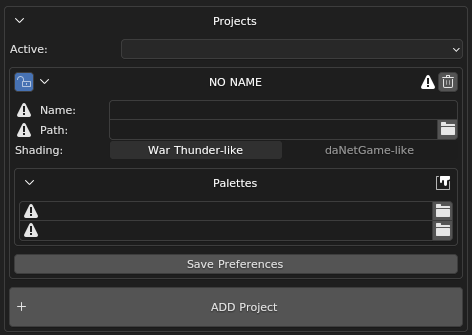 Projects
Active:
NO NAME
Name:
Path:
Shading: War Thunder-like daNetGame-like
Palettes
Save Preferences
+ ADD Project